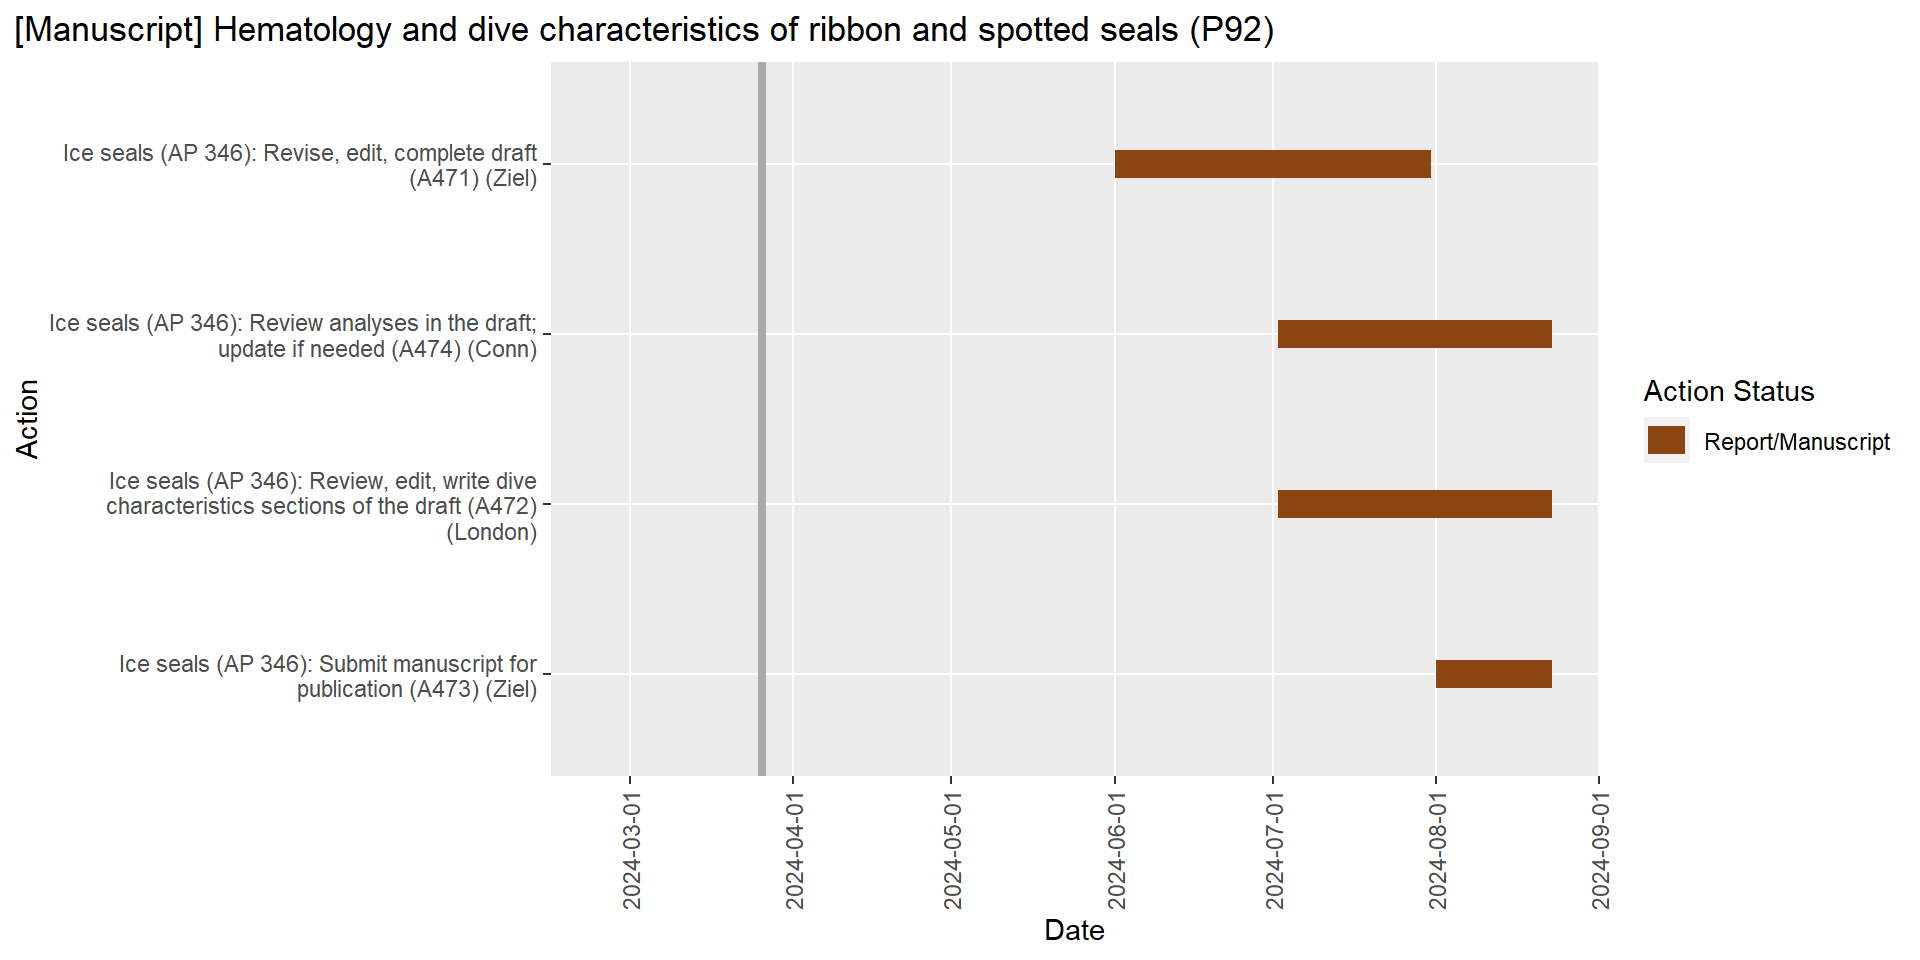 [Manuscript] Hematology and dive characteristics of ribbon and spotted seals (P92)
Action
Ice seals (AP 346): Revise, edit, complete draft
(A471) (Ziel)
Ice seals (AP 346): Review analyses in the draft;
update if needed (A474) (Conn)
Ice seals (AP 346): Review, edit, write dive
characteristics sections of the draft (A472)
(London)
Ice seals (AP 346): Submit manuscript for
publication (A473) (Ziel)
2024-03-01
2024-04-01
2024-05-01
2024-06-01
2024-07-01
2024-08-01
2024-09-01
Date
Action Status
Report/Manuscript